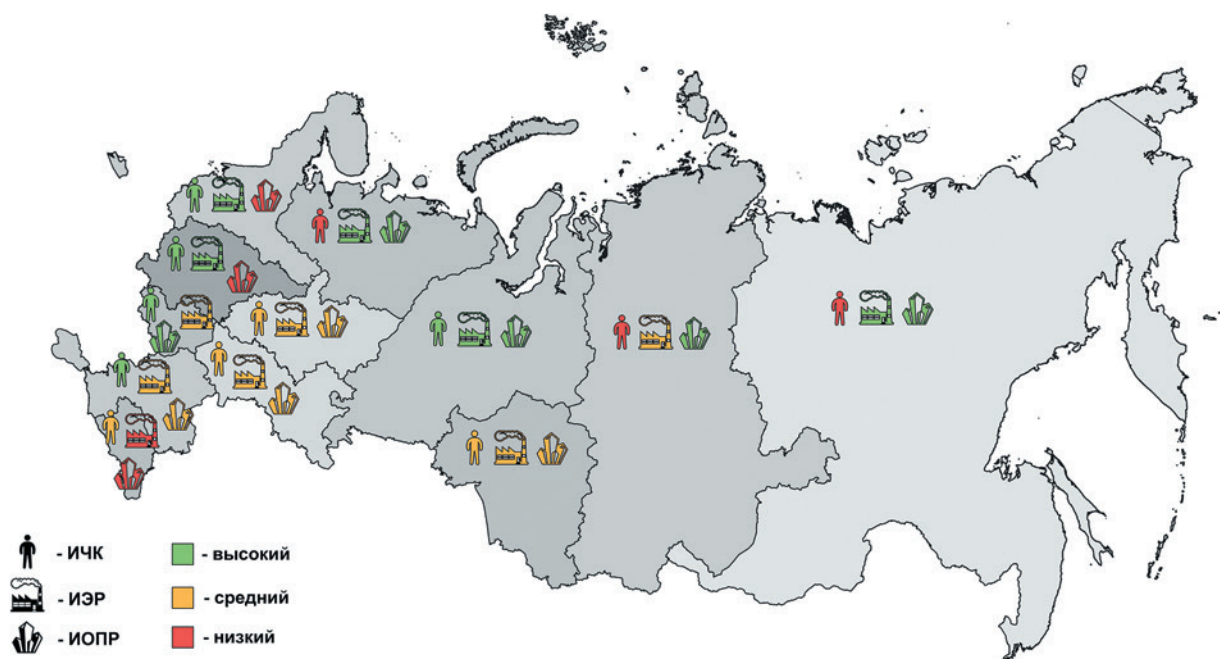 - ИЧК
- высокий
- ИЭР
- средний
- ИОПР
- низкий